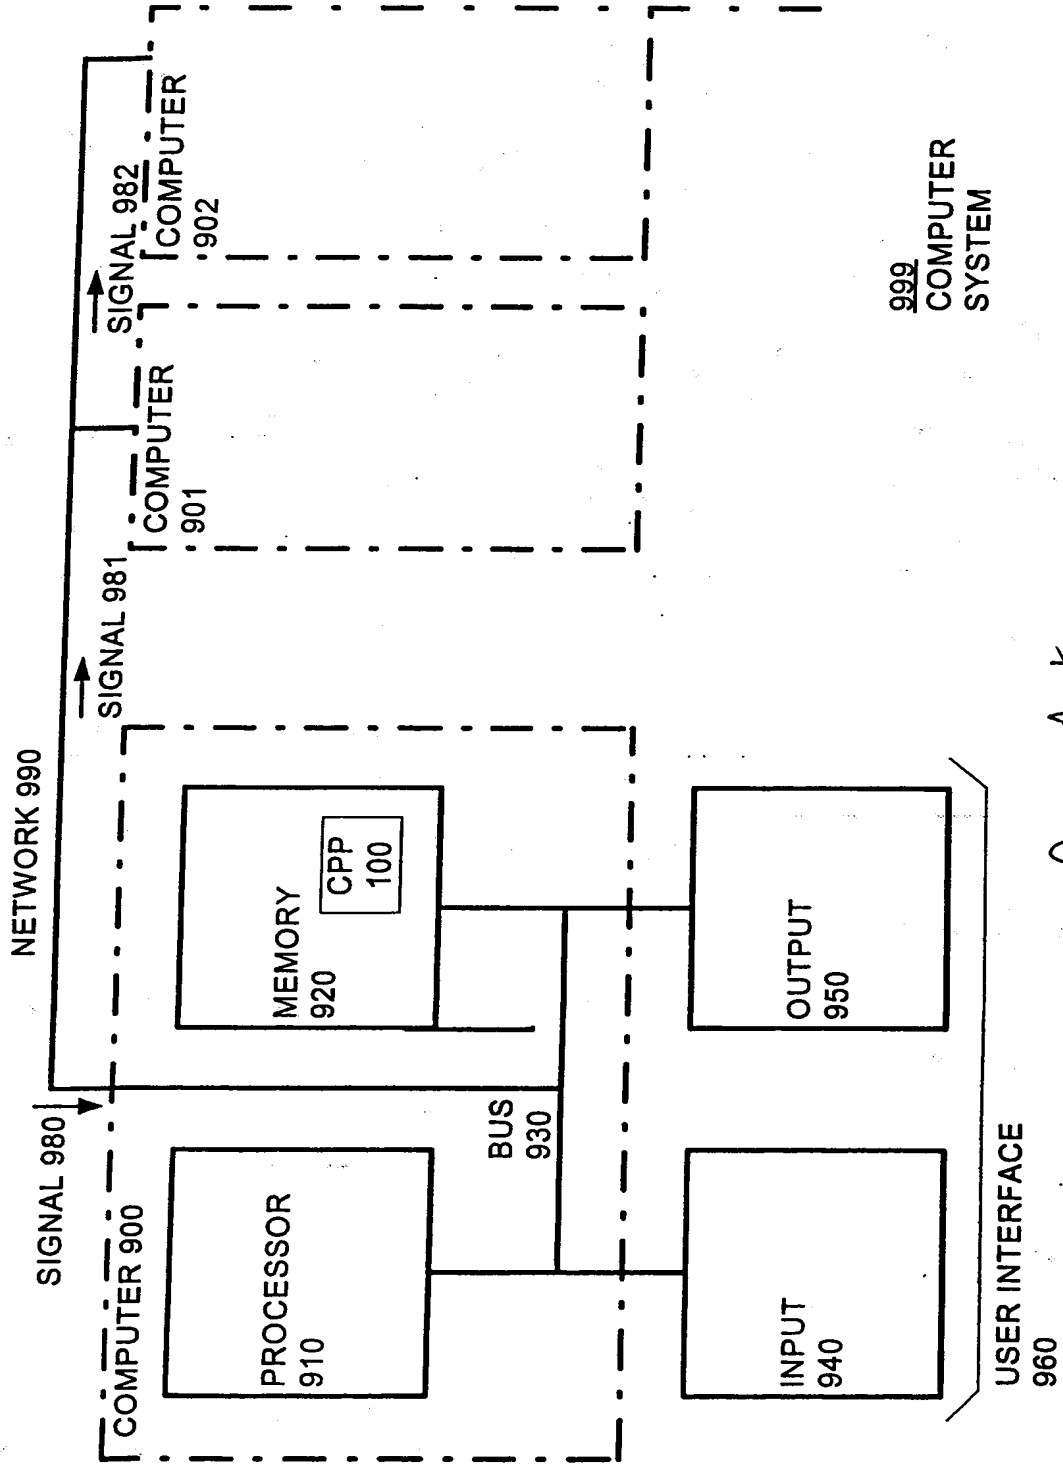 NETWORK 990
SIGNAL 980
SIGNAL 981
SIGNAL 982
COMPUTER 900
COMPUTER
901
COMPUTER
902
PROCESSOR
910
MEMORY
920
CPP
100
BUS
930
INPUT
940
OUTPUT
950
USER INTERFACE
960
999
COMPUTER
SYSTEM